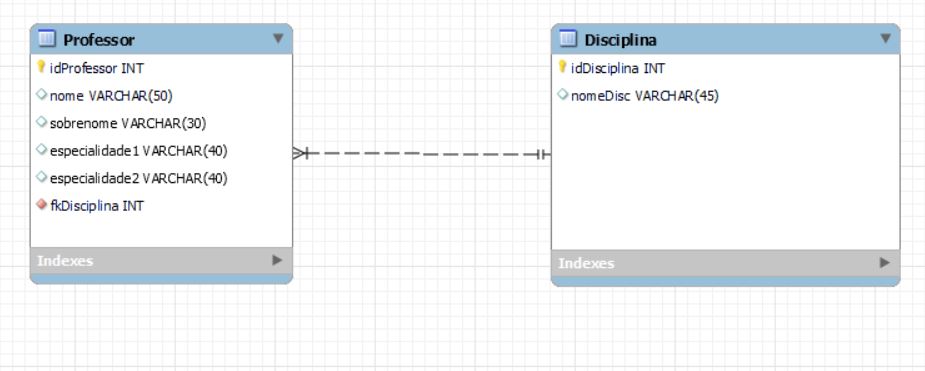 Professor
idProfessor INT
nome VARCHAR(50)
sobrenome VARCHAR(30)
especialidade1 VARCHAR(40)
especialidade2 VARCHAR(40)
fkDisciplina INT
Indexes
Disciplina
idDisciplina INT
nomeDisc VARCHAR(45)
Indexes